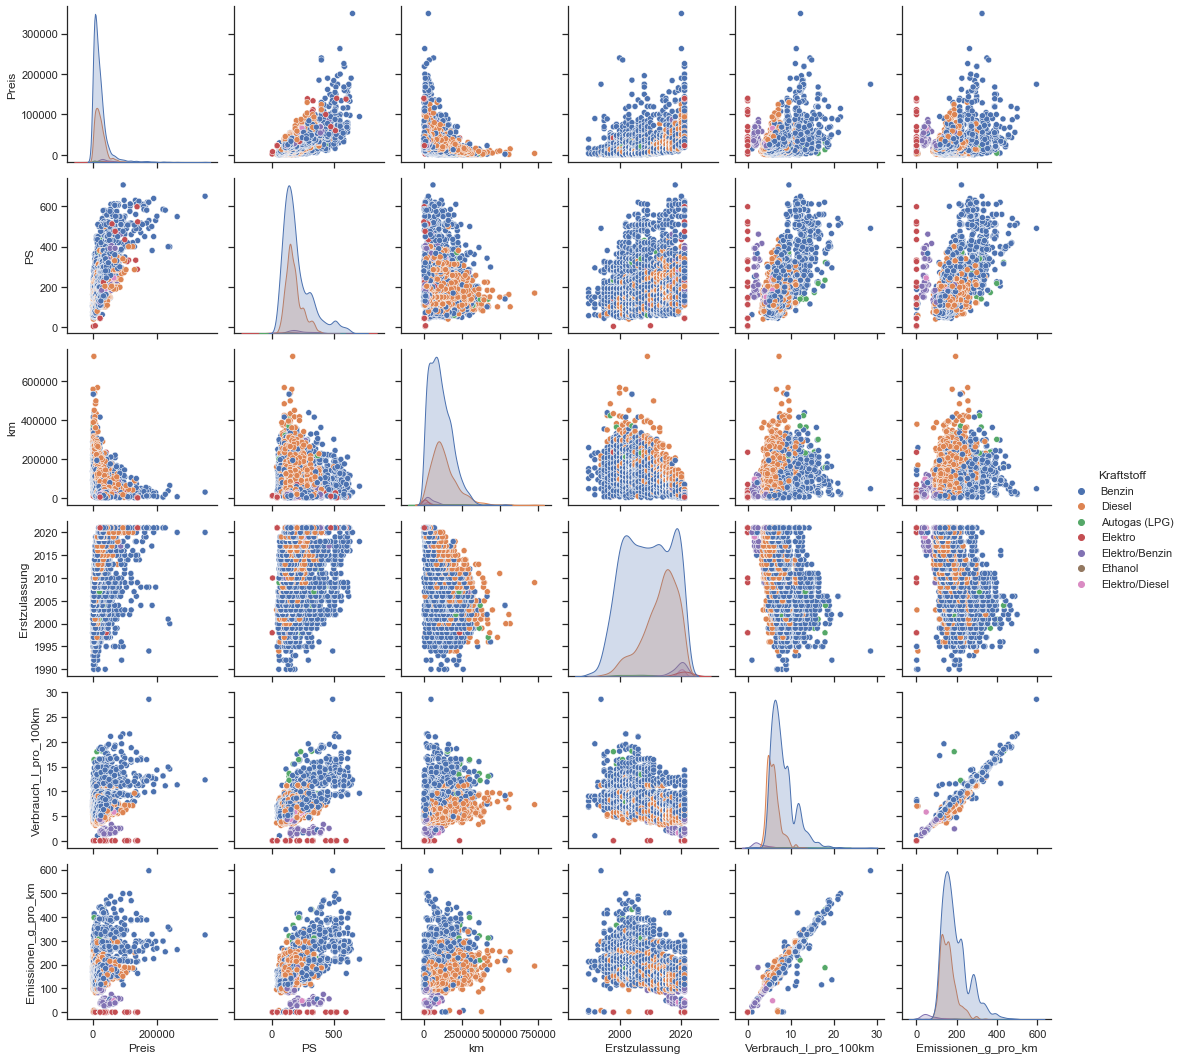 300000
200000
100000
0
Preis
600
400
200
0
PS
600000
400000
200000
0
km
2020
2015
2010
2005
2000
1995
1990
Erstzulassung
30
25
20
15
10
5
0
Verbrauch_l_pro_100km
600
500
400
300
200
100
0
Emissionen_g_pro_km
0 200000
Preis
0 500
PS
0 250000 500000 750000
km
2000 2020
Erstzulassung
0 10 20 30
Verbrauch_l_pro_100km
0 200 400 600
Emissionen_g_pro_km
Kraftstoff
Benzin
Diesel
Autogas (LPG)
Elektro
Elektro/Benzin
Ethanol
Elektro/Diesel